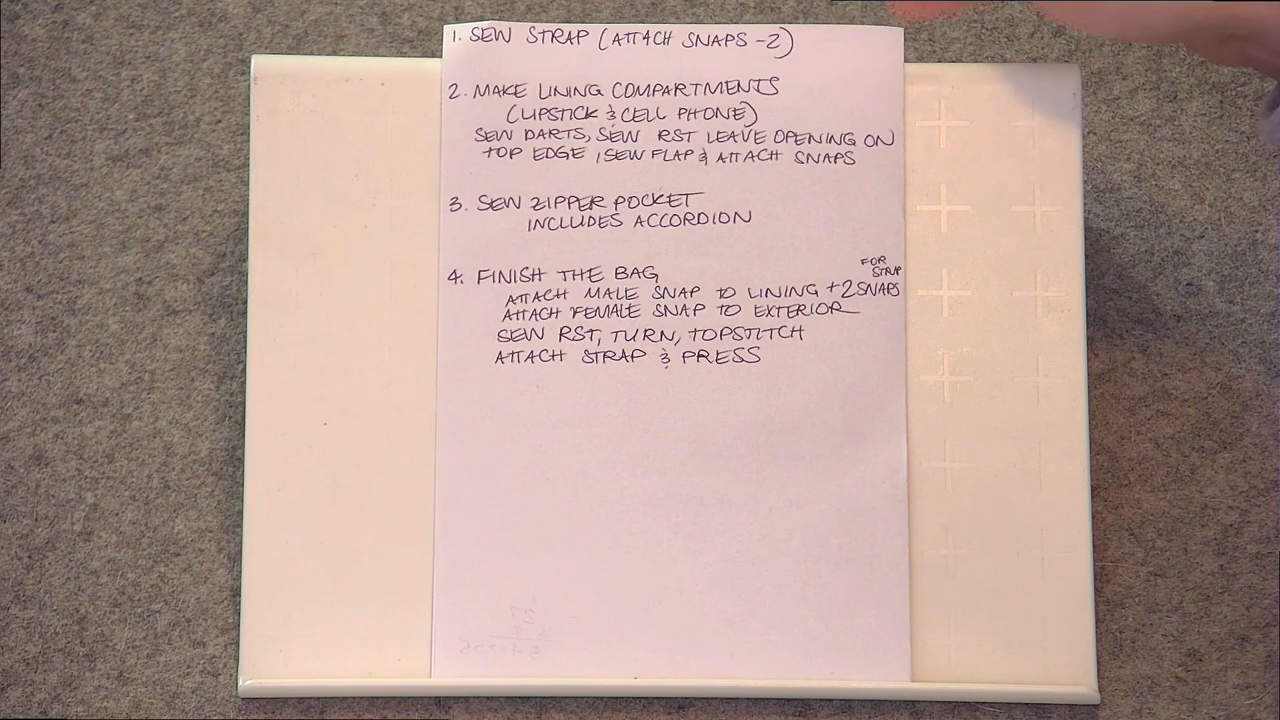 1. SEW STRAP (ATTACH SNAPS -2)
2. MAKE LINING COMPARTMENTS
(LIPSTICK & CELL PHONE)
SEW DARTS, SEW RST LEAVE OPENING ON
TOP EDGE, SEW FLAP & ATTACH SNAPS
3. SEW ZIPPER POCKET
INCLUDES ACCORDION
4. FINISH THE BAG
FOR
STRAP
ATTACH MALE SNAP TO LINING + 2 SNAPS
ATTACH FEMALE SNAP TO EXTERIOR
SEW RST, TURN, TOPSTITCH
ATTACH STRAP & PRESS